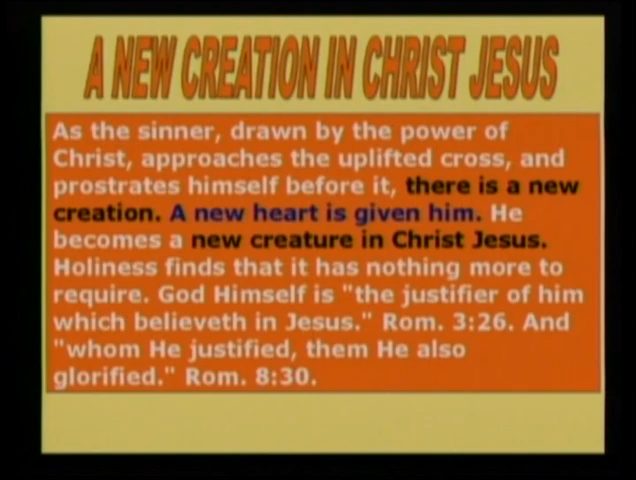 A NEW CREATION IN CHRIST JESUS
As the sinner, drawn by the power of
Christ, approaches the uplifted cross, and
prostrates himself before it, there is a new
creation. A new heart is given him. He
becomes a new creature in Christ Jesus.
Holiness finds that it has nothing more to
require. God Himself is "the justifier of him
which believeth in Jesus." Rom. 3:26. And
"whom He justified, them He also
glorified." Rom. 8:30.